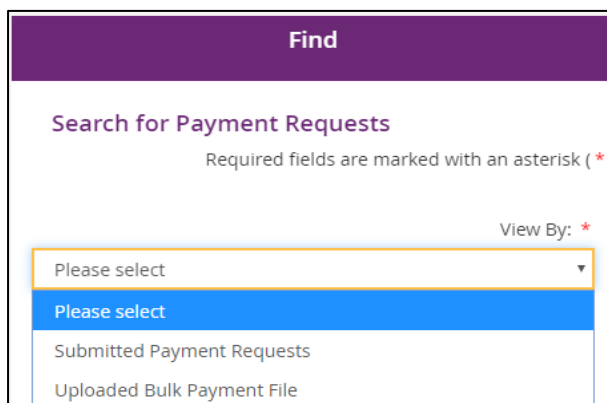 Find
Search for Payment Requests
Required fields are marked with an asterisk ( *
View By: *
Please select
Please select
Submitted Payment Requests
Uploaded Bulk Payment File